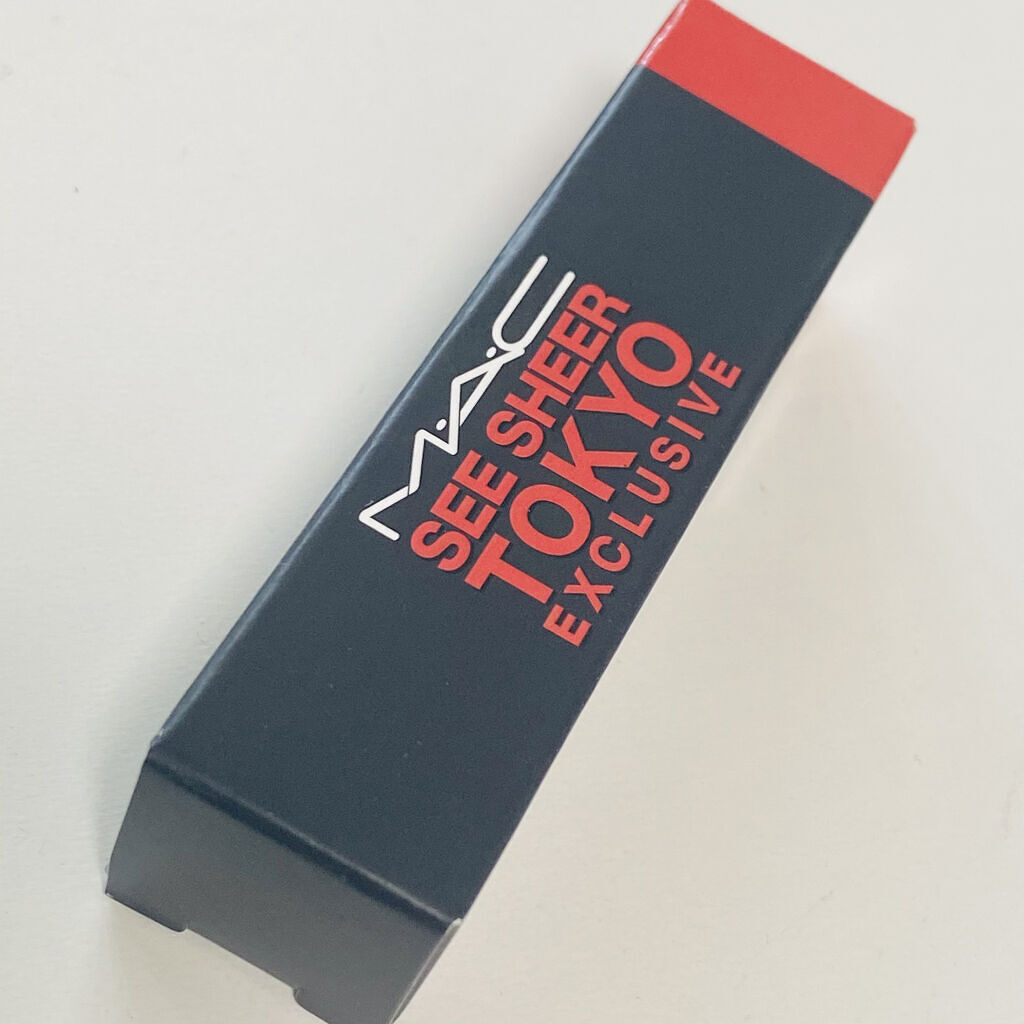 M·A·C
SEE SHEER
TOKYO
EXCLUSIVE